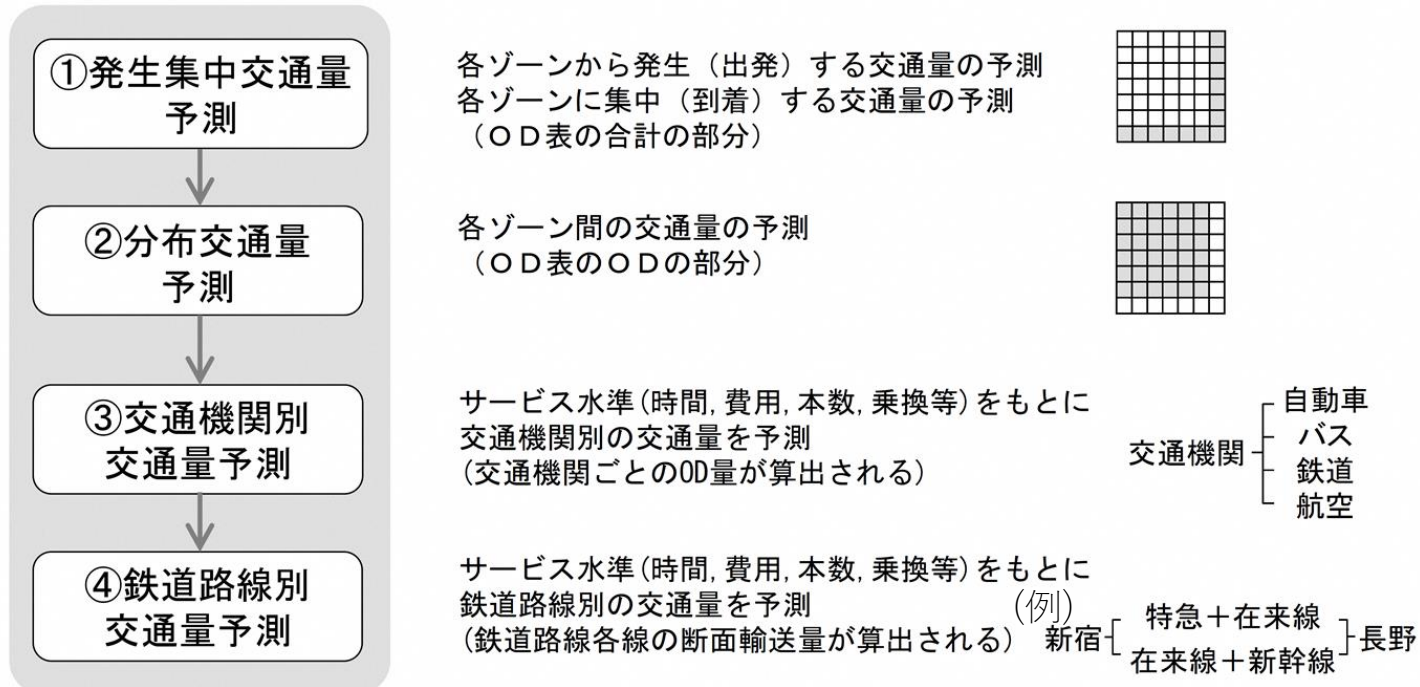 ①発生集中交通量
予測
各ゾーンから発生（出発）する交通量の予測
各ゾーンに集中（到着）する交通量の予測
（ＯＤ表の合計の部分）
②分布交通量
予測
各ゾーン間の交通量の予測
（ＯＤ表のＯＤの部分）
③交通機関別
交通量予測
サービス水準(時間,費用,本数,乗換等)をもとに
交通機関別の交通量を予測
(交通機関ごとのOD量が算出される)
交通機関
自動車
バス
鉄道
航空
④鉄道路線別
交通量予測
サービス水準(時間,費用,本数,乗換等)をもとに
鉄道路線別の交通量を予測
(鉄道路線各線の断面輸送量が算出される)
(例)
新宿
特急＋在来線
在来線＋新幹線
長野